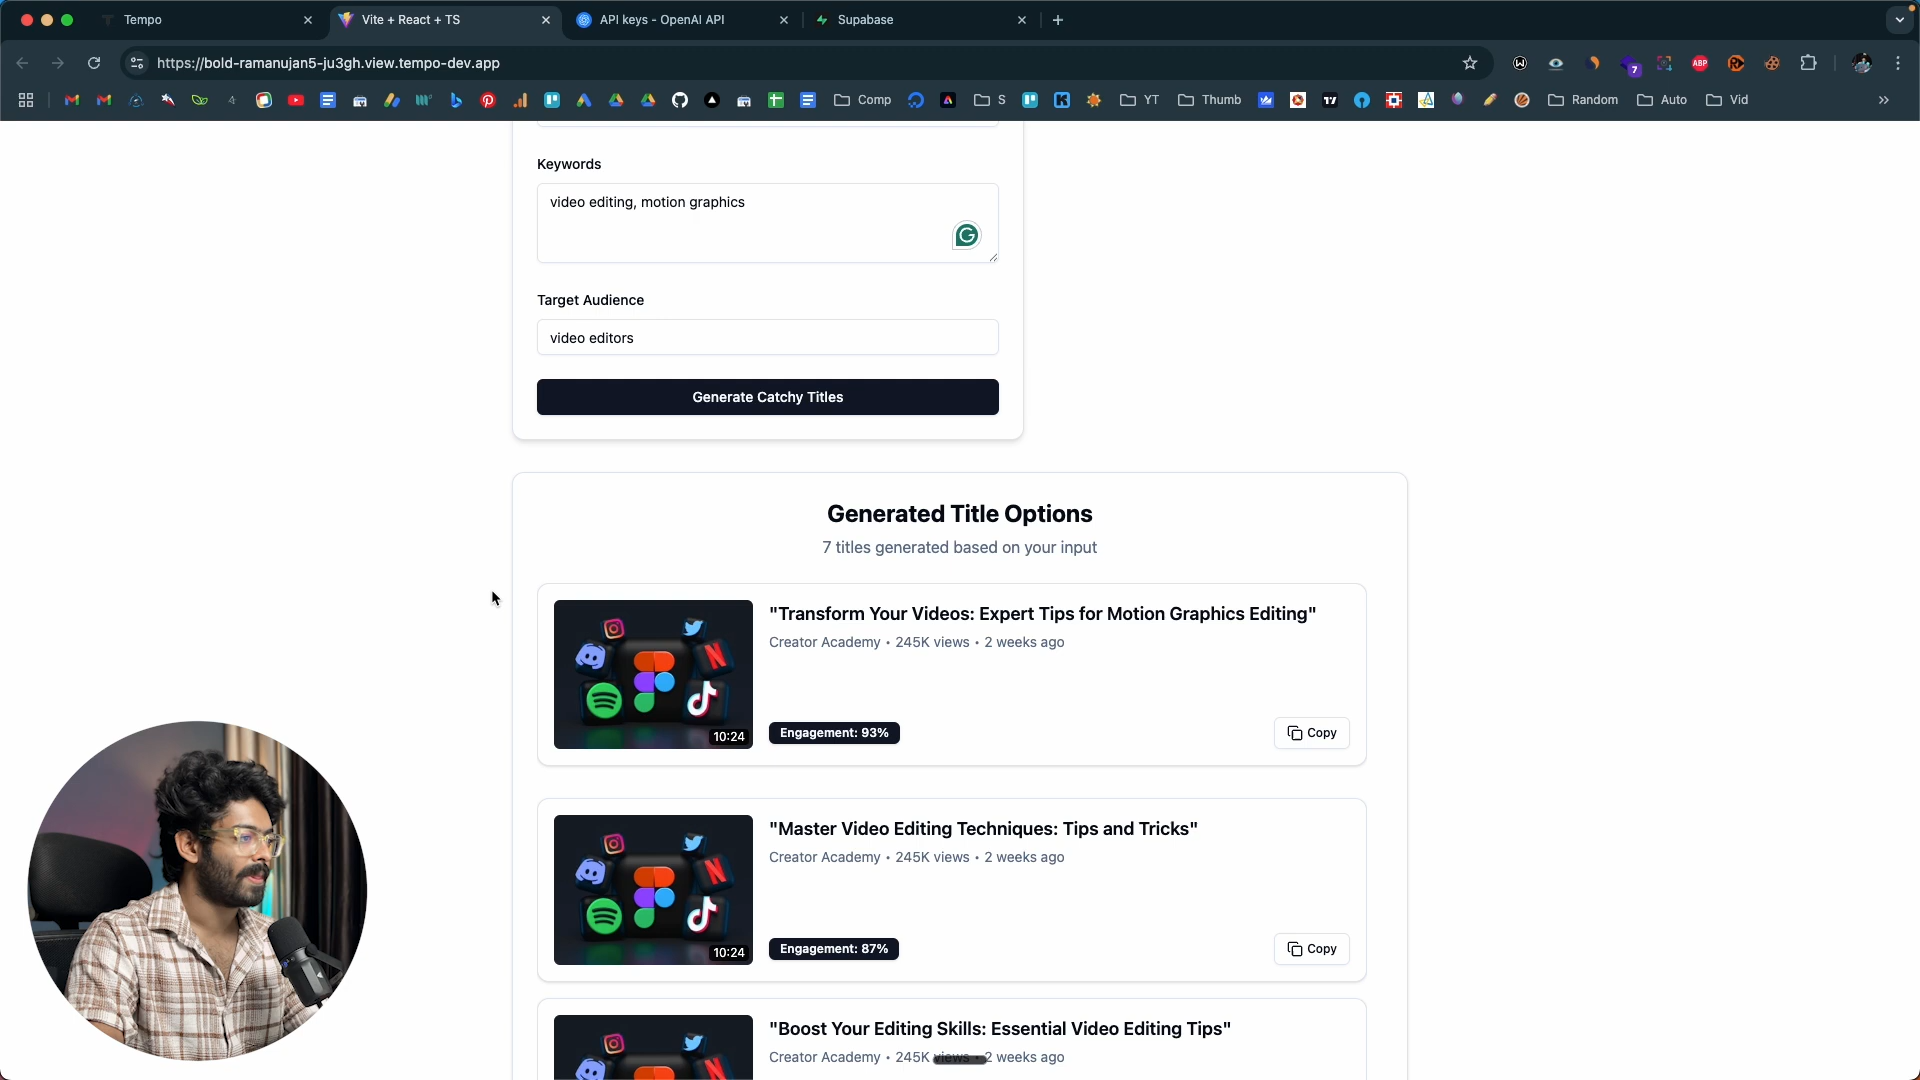 Tempo
Vite + React + TS
API keys - OpenAI API
Supabase
https://bold-ramanujan5-ju3gh.view.tempo-dev.app
ABP
7
Comp
S
YT
Thumb
Random
Auto
Vid
Keywords
video editing, motion graphics
Target Audience
video editors
Generate Catchy Titles
Generated Title Options
7 titles generated based on your input
"Transform Your Videos: Expert Tips for Motion Graphics Editing"
Creator Academy • 245K views • 2 weeks ago
10:24
Engagement: 93%
Copy
"Master Video Editing Techniques: Tips and Tricks"
Creator Academy • 245K views • 2 weeks ago
10:24
Engagement: 87%
Copy
"Boost Your Editing Skills: Essential Video Editing Tips"
Creator Academy • 245K views • 2 weeks ago